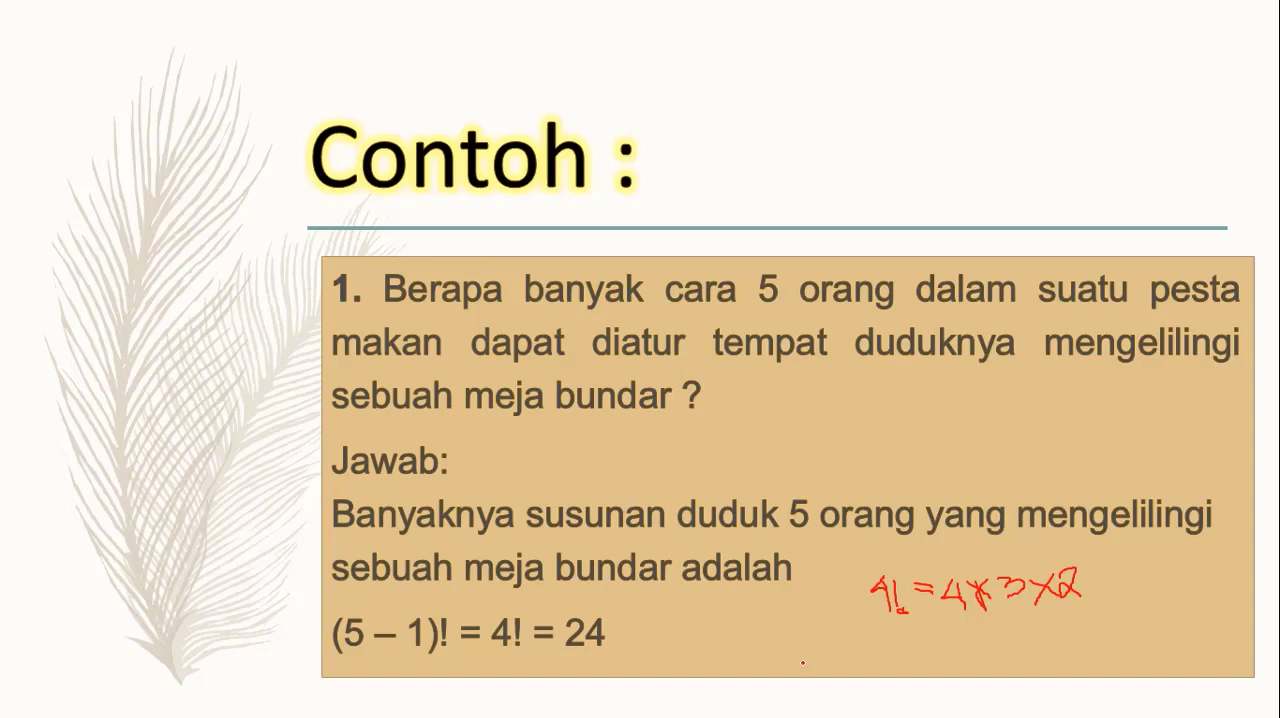 Contoh :
1. Berapa banyak cara 5 orang dalam suatu pesta
makan dapat diatur tempat duduknya mengelilingi
sebuah meja bundar ?
Jawab:
Banyaknya susunan duduk 5 orang yang mengelilingi
sebuah meja bundar adalah
4! = 4×3×2
(5 – 1)! = 4! = 24